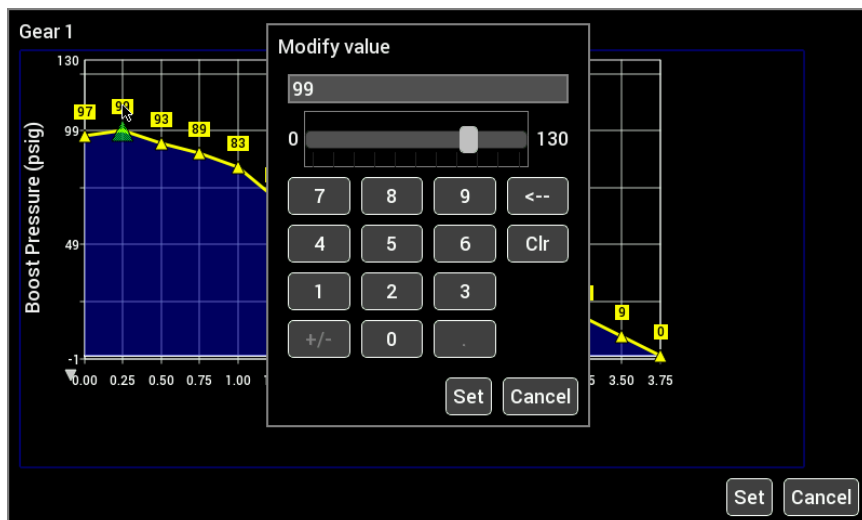 Gear 1
Modify value
99
0 130
7 8 9 <--
4 5 6 Clr
1 2 3
+/- 0 .
Set Cancel
Boost Pressure (psig)
130
99
49
-1
97 99 93 89 83
9 0
0.00 0.25 0.50 0.75 1.00 3.50 3.75
Set Cancel